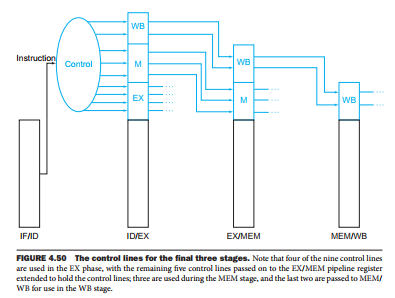 WB
Instruction
Control
M
WB
EX
M
WB
IF/ID
ID/EX
EX/MEM
MEM/WB
FIGURE 4.50 The control lines for the final three stages. Note that four of the nine control lines
are used in the EX phase, with the remaining five control lines passed on to the EX/MEM pipeline register
extended to hold the control lines; three are used during the MEM stage, and the last two are passed to MEM/
WB for use in the WB stage.